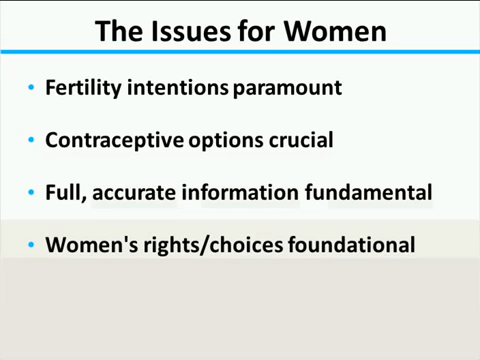 The Issues for Women
• Fertility intentions paramount
• Contraceptive options crucial
• Full, accurate information fundamental
• Women's rights/choices foundational